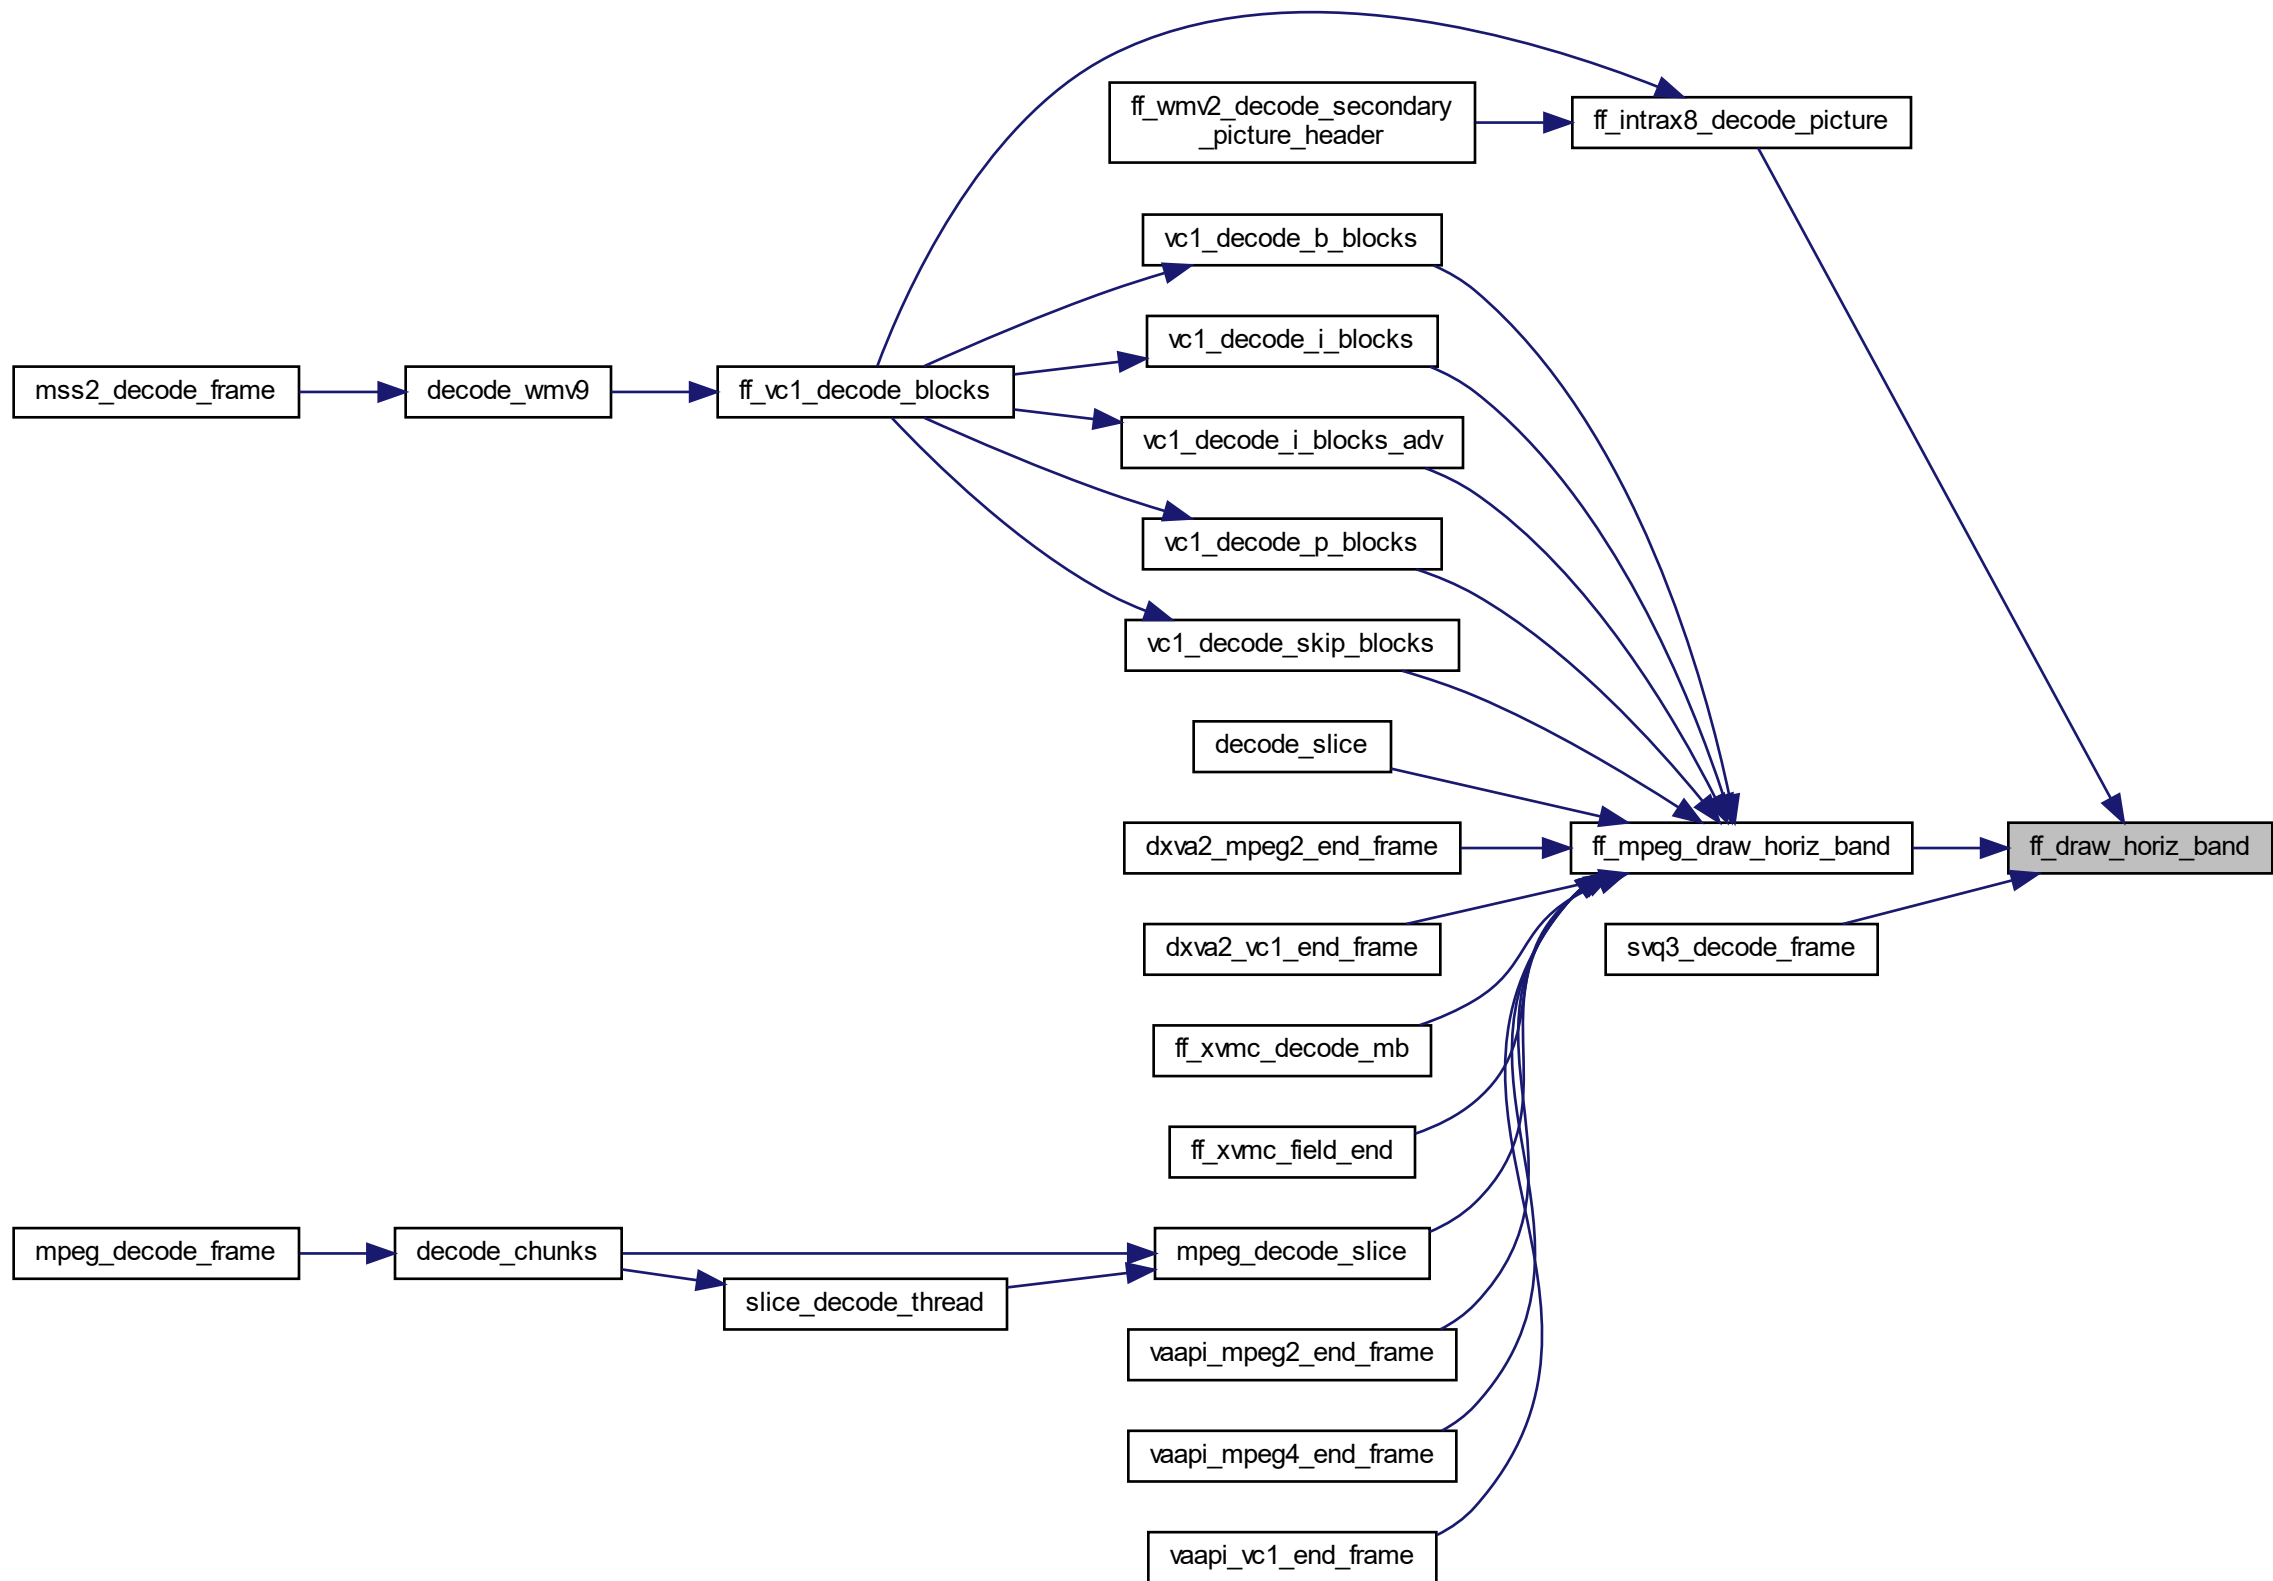 ff_wmv2_decode_secondary
_picture_header
ff_intrax8_decode_picture
vc1_decode_b_blocks
vc1_decode_i_blocks
mss2_decode_frame
decode_wmv9
ff_vc1_decode_blocks
vc1_decode_i_blocks_adv
vc1_decode_p_blocks
vc1_decode_skip_blocks
decode_slice
dxva2_mpeg2_end_frame
ff_mpeg_draw_horiz_band
ff_draw_horiz_band
dxva2_vc1_end_frame
svq3_decode_frame
ff_xvmc_decode_mb
ff_xvmc_field_end
mpeg_decode_frame
decode_chunks
mpeg_decode_slice
slice_decode_thread
vaapi_mpeg2_end_frame
vaapi_mpeg4_end_frame
vaapi_vc1_end_frame